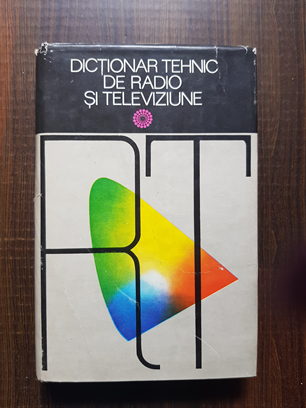 DICȚIONAR TEHNIC
DE RADIO
ȘI TELEVIZIUNE
RT